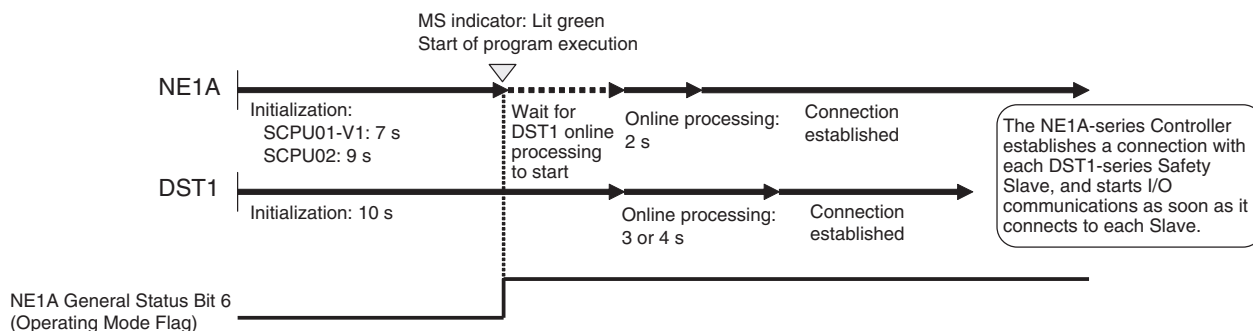 MS indicator: Lit green
Start of program execution
NE1A
Initialization:
SCPU01-V1: 7 s
SCPU02: 9 s
Wait for
DST1 online
processing
to start
Online processing:
2 s
Connection
established
The NE1A-series Controller
establishes a connection with
each DST1-series Safety
Slave, and starts I/O
communications as soon as it
connects to each Slave.
DST1
Initialization: 10 s
Online processing:
3 or 4 s
Connection
established
NE1A General Status Bit 6
(Operating Mode Flag)